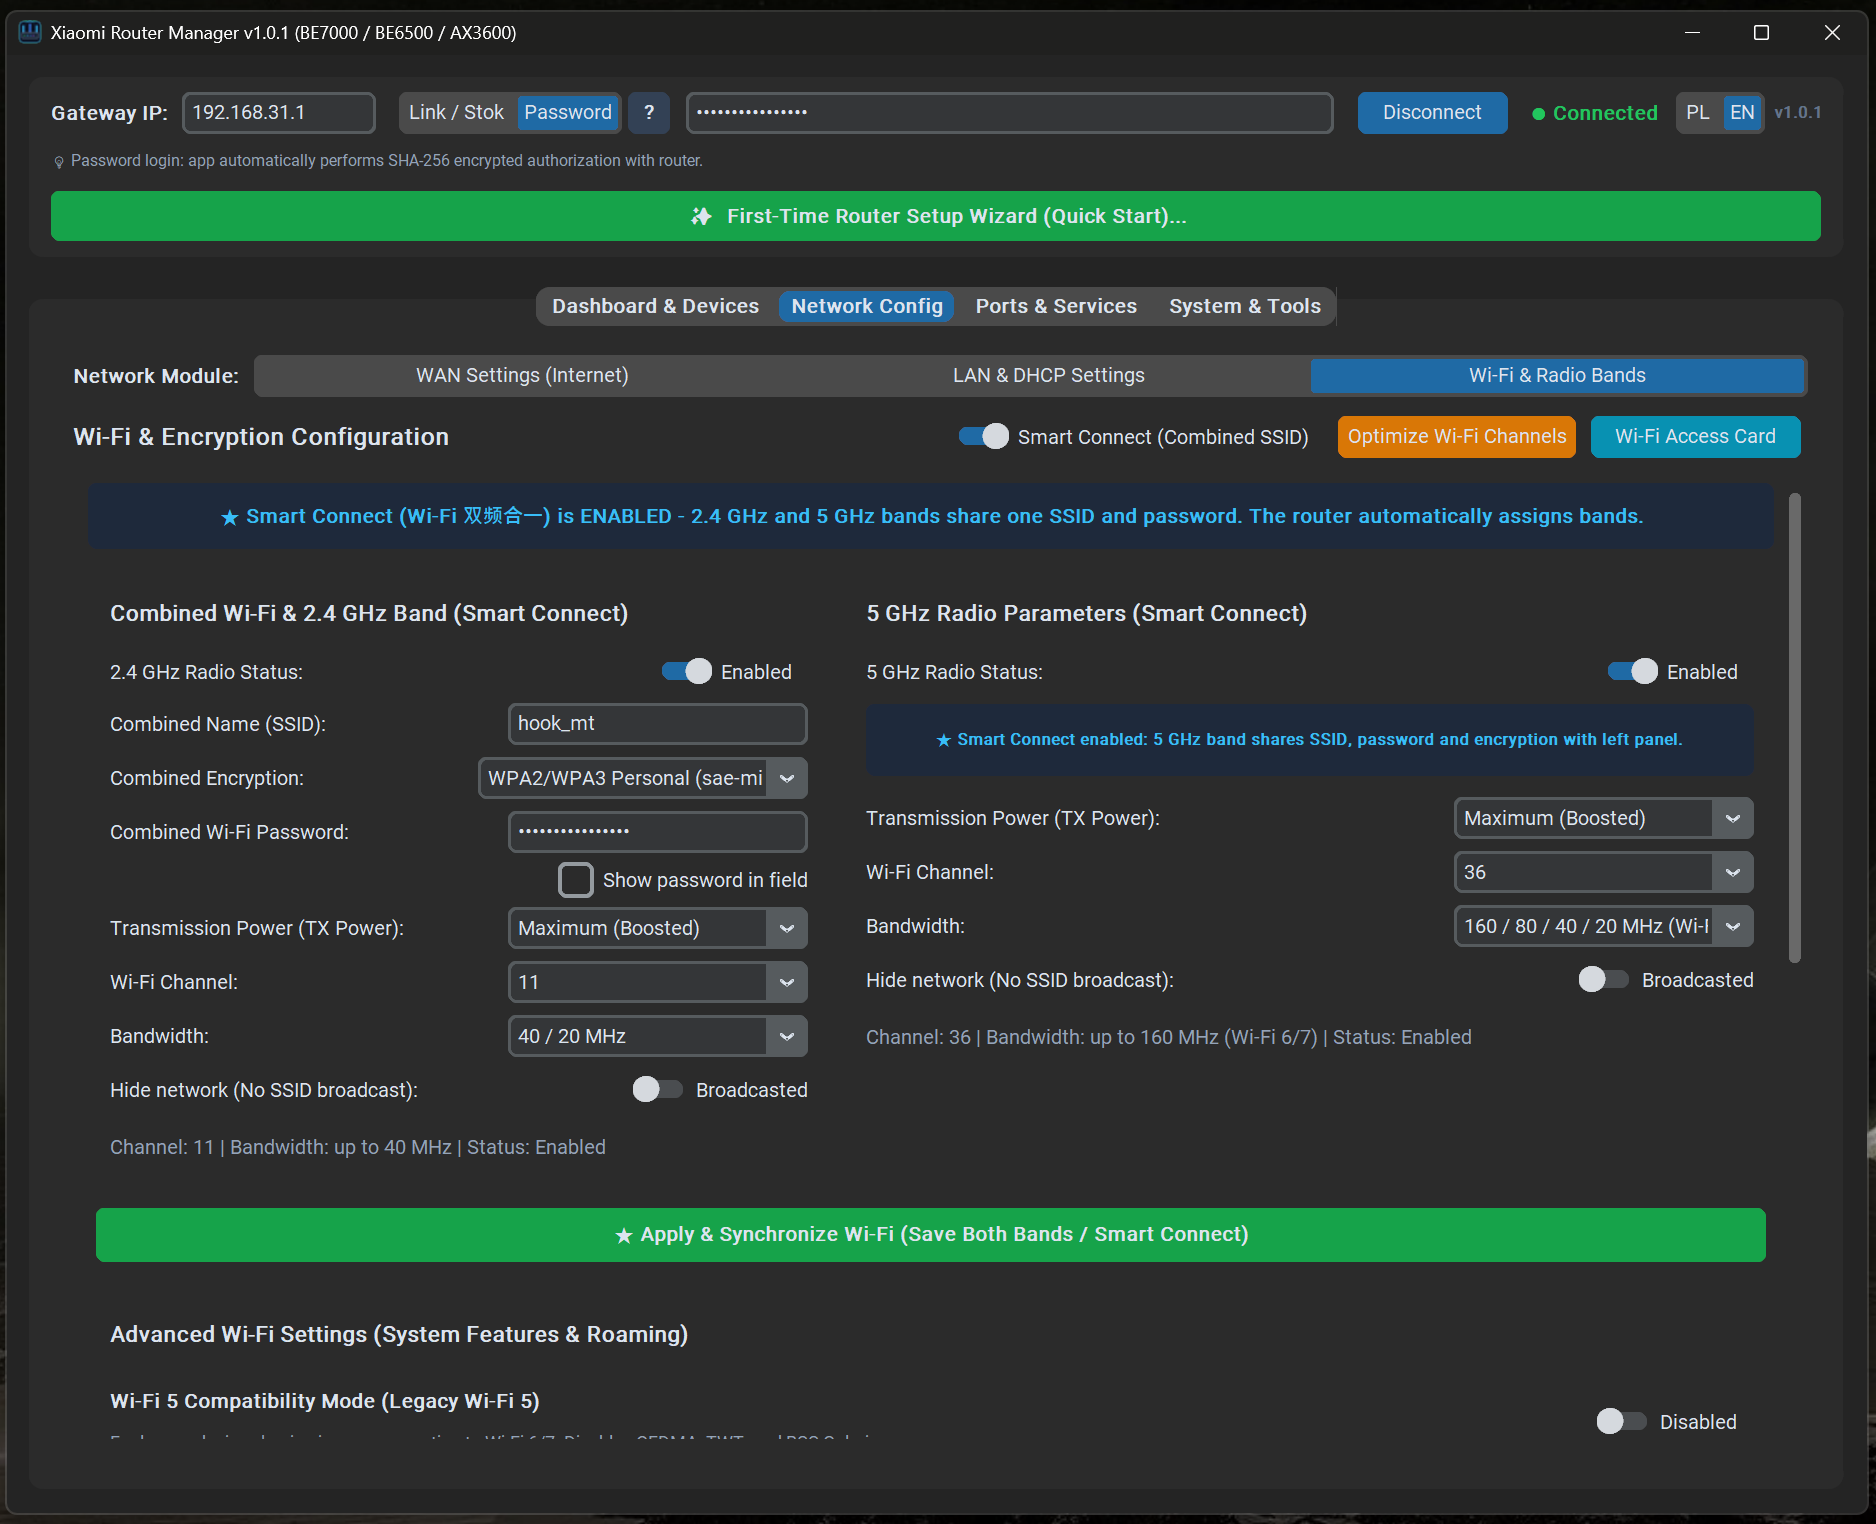 Xiaomi Router Manager v1.0.1 (BE7000 / BE6500 / AX3600)
Gateway IP: 192.168.31.1 Link / Stok Password ? ••••••••••••••• Disconnect ● Connected PL EN v1.0.1
Password login: app automatically performs SHA-256 encrypted authorization with router.
First-Time Router Setup Wizard (Quick Start)...
Dashboard & Devices Network Config Ports & Services System & Tools
Network Module: WAN Settings (Internet) LAN & DHCP Settings Wi-Fi & Radio Bands
Wi-Fi & Encryption Configuration Smart Connect (Combined SSID) Optimize Wi-Fi Channels Wi-Fi Access Card
★ Smart Connect (Wi-Fi 双频合一) is ENABLED - 2.4 GHz and 5 GHz bands share one SSID and password. The router automatically assigns bands.
Combined Wi-Fi & 2.4 GHz Band (Smart Connect)
2.4 GHz Radio Status: Enabled
Combined Name (SSID): hook_mt
Combined Encryption: WPA2/WPA3 Personal (sae-mi
Combined Wi-Fi Password: ••••••••••••••••
Show password in field
Transmission Power (TX Power): Maximum (Boosted)
Wi-Fi Channel: 11
Bandwidth: 40 / 20 MHz
Hide network (No SSID broadcast): Broadcasted
Channel: 11 | Bandwidth: up to 40 MHz | Status: Enabled
5 GHz Radio Parameters (Smart Connect)
5 GHz Radio Status: Enabled
★ Smart Connect enabled: 5 GHz band shares SSID, password and encryption with left panel.
Transmission Power (TX Power): Maximum (Boosted)
Wi-Fi Channel: 36
Bandwidth: 160 / 80 / 40 / 20 MHz (Wi-F
Hide network (No SSID broadcast): Broadcasted
Channel: 36 | Bandwidth: up to 160 MHz (Wi-Fi 6/7) | Status: Enabled
★ Apply & Synchronize Wi-Fi (Save Both Bands / Smart Connect)
Advanced Wi-Fi Settings (System Features & Roaming)
Wi-Fi 5 Compatibility Mode (Legacy Wi-Fi 5)
Disabled